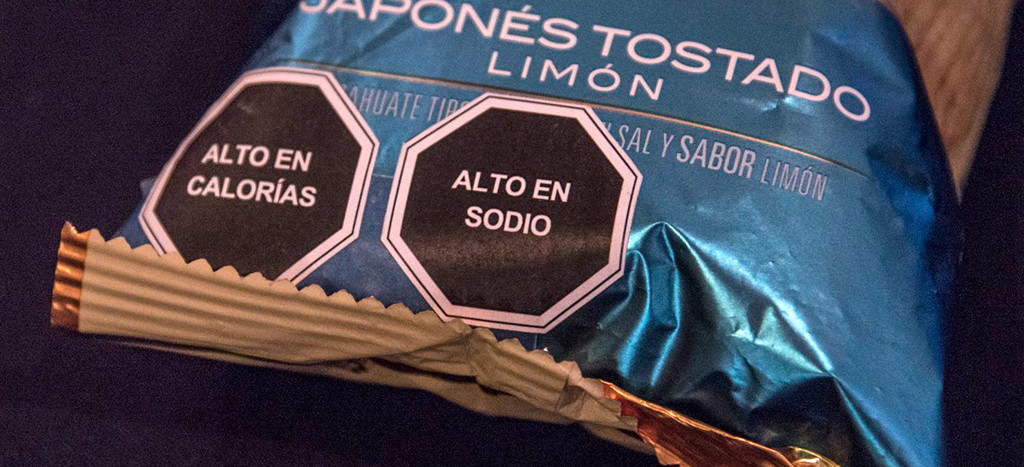 JAPONÉS TOSTADO
LIMÓN
SAL Y SABOR LIMÓN
ALTO EN
CALORÍAS
ALTO EN
SODIO